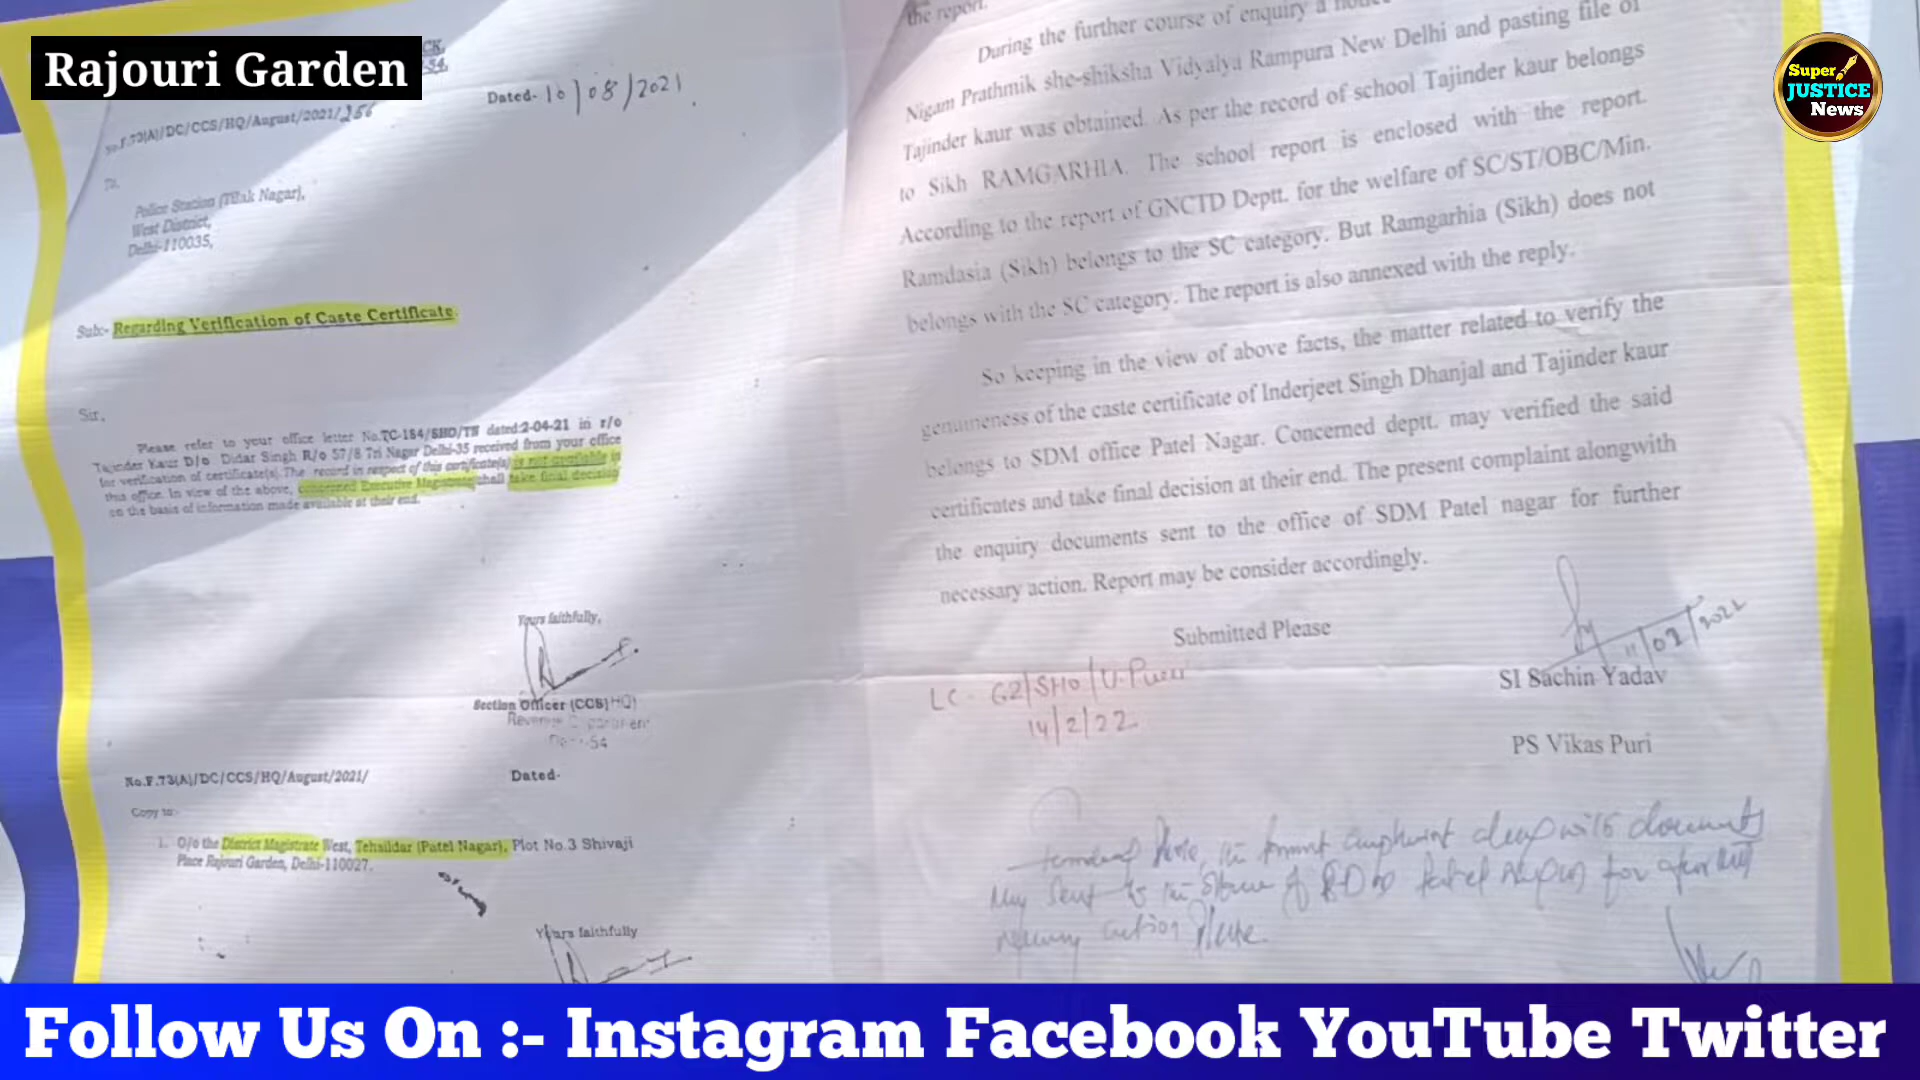 Rajouri Garden
Super
JUSTICE
News
Dated- 10/08/2021
No.F.73(A)/DC/CCS/HQ/August/2021/256
To,
Police Station (Tilak Nagar),
West District,
Delhi-110035,
Sub:- Regarding Verification of Caste Certificate.
Sir,
Please refer to your office letter No.TC-184/SHO/TN dated:2-04-21 in r/o
Tajinder Kaur D/o. Didar Singh R/o 57/8 Tri Nagar Delhi-35 received from your office
for verification of certificate(s). The record in respect of this certificate(s) is not available in
this office. In view of the above, concerned Executive Magistrate shall take final decision
on the basis of information made available at their end.
Yours faithfully,
Section Officer (CCS) HQ)
No.F.73(A)/DC/CCS/HQ/August/2021/
Dated-
Copy to:-
1. O/o the District Magistrate West, Tehsildar (Patel Nagar), Plot No.3 Shivaji
Place Rajouri Garden, Delhi-110027.
Yours faithfully
the report.
During the further course of enquiry a
Nigam Prathmik she-shiksha Vidyalya Rampura New Delhi and pasting file of
Tajinder kaur was obtained. As per the record of school Tajinder kaur belongs
to Sikh RAMGARHIA. The school report is enclosed with the report.
According to the report of GNCTD Deptt. for the welfare of SC/ST/OBC/Min.
Ramdasia (Sikh) belongs to the SC category. But Ramgarhia (Sikh) does not
belongs with the SC category. The report is also annexed with the reply.
So keeping in the view of above facts, the matter related to verify the
genuineness of the caste certificate of Inderjeet Singh Dhanjal and Tajinder kaur
belongs to SDM office Patel Nagar. Concerned deptt. may verified the said
certificates and take final decision at their end. The present complaint alongwith
the enquiry documents sent to the office of SDM Patel nagar for further
necessary action. Report may be consider accordingly.
Submitted Please
11/02/2022
SI Sachin Yadav
PS Vikas Puri
LC - 62/SHO/V. Puri
14/2/22
documents
action Please.
Follow Us On :- Instagram Facebook YouTube Twitter